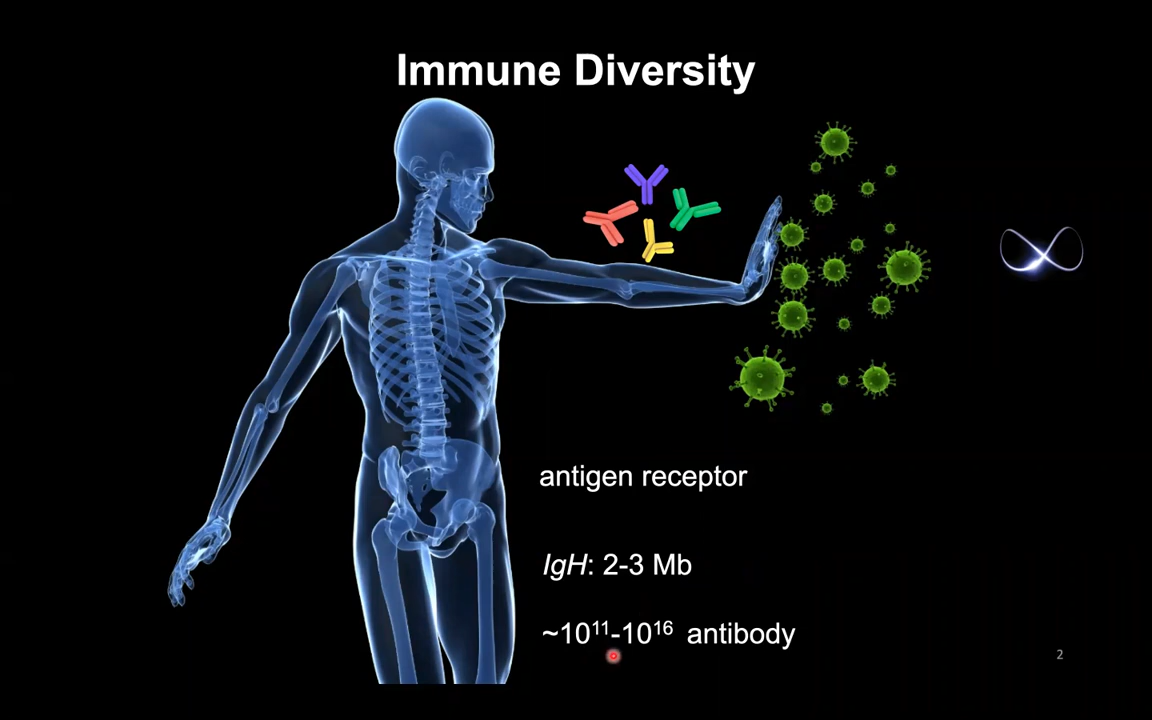 Immune Diversity
antigen receptor
IgH: 2-3 Mb
~10¹¹-10¹⁶ antibody
2